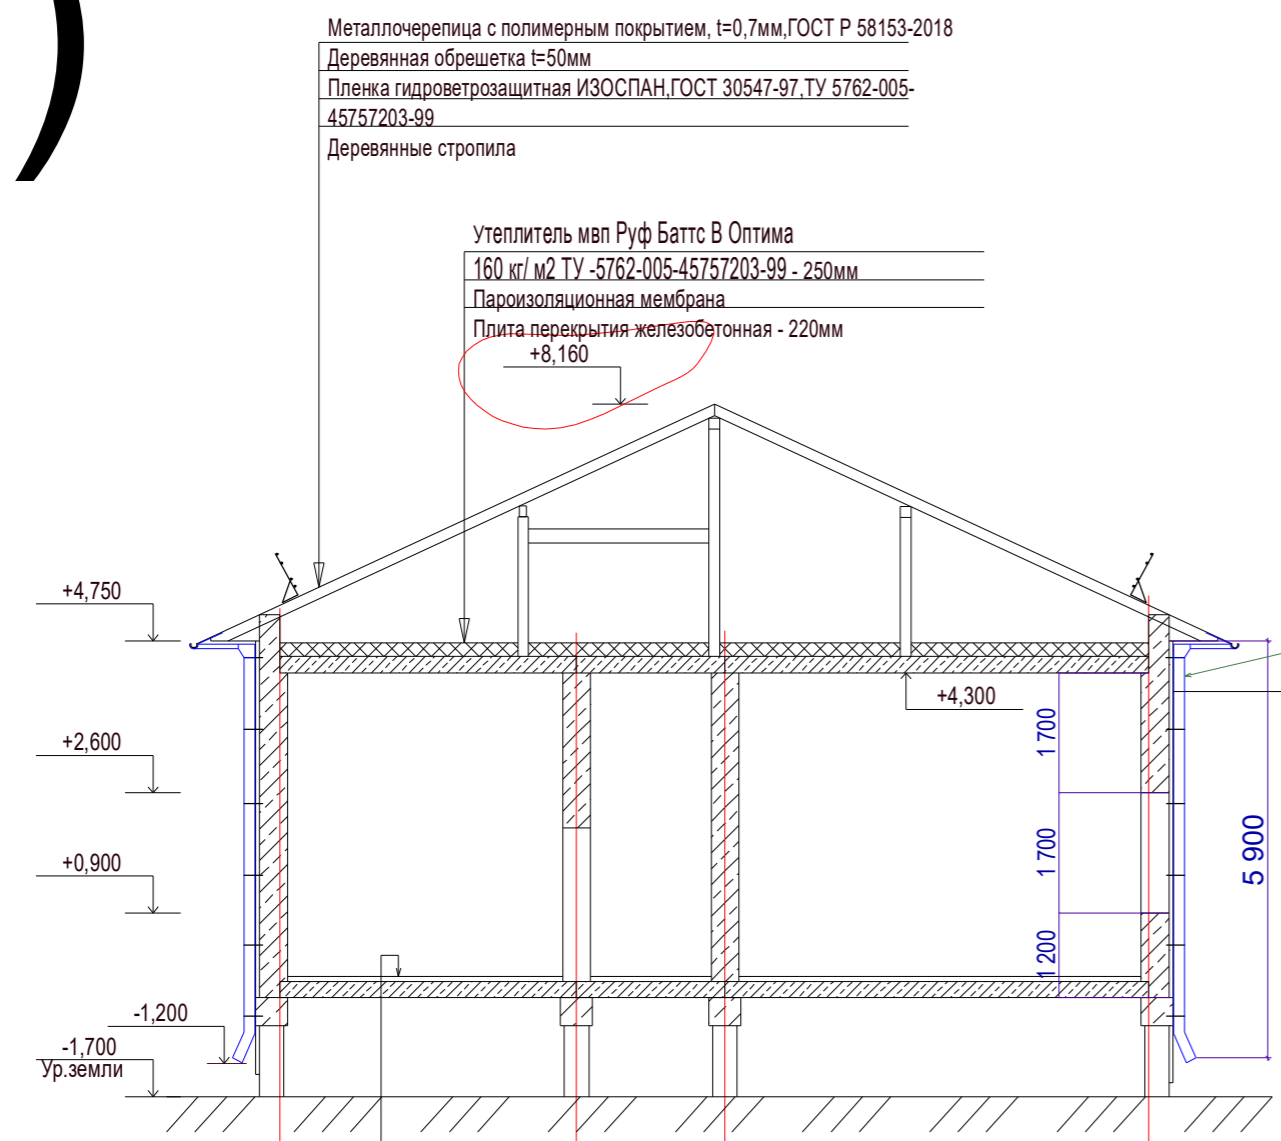 )
Металлочерепица с полимерным покрытием, t=0,7мм,ГОСТ Р 58153-2018
Деревянная обрешетка t=50мм
Пленка гидроветрозащитная ИЗОСПАН,ГОСТ 30547-97,ТУ 5762-005-
45757203-99
Деревянные стропила
Утеплитель мвп Руф Баттс В Оптима
160 кг/ м2 ТУ -5762-005-45757203-99 - 250мм
Пароизоляционная мембрана
Плита перекрытия железобетонная - 220мм
+8,160
+4,750
+4,300
1 700
+2,600
1 700
5 900
+0,900
1 200
-1,200
-1,700
Ур.земли